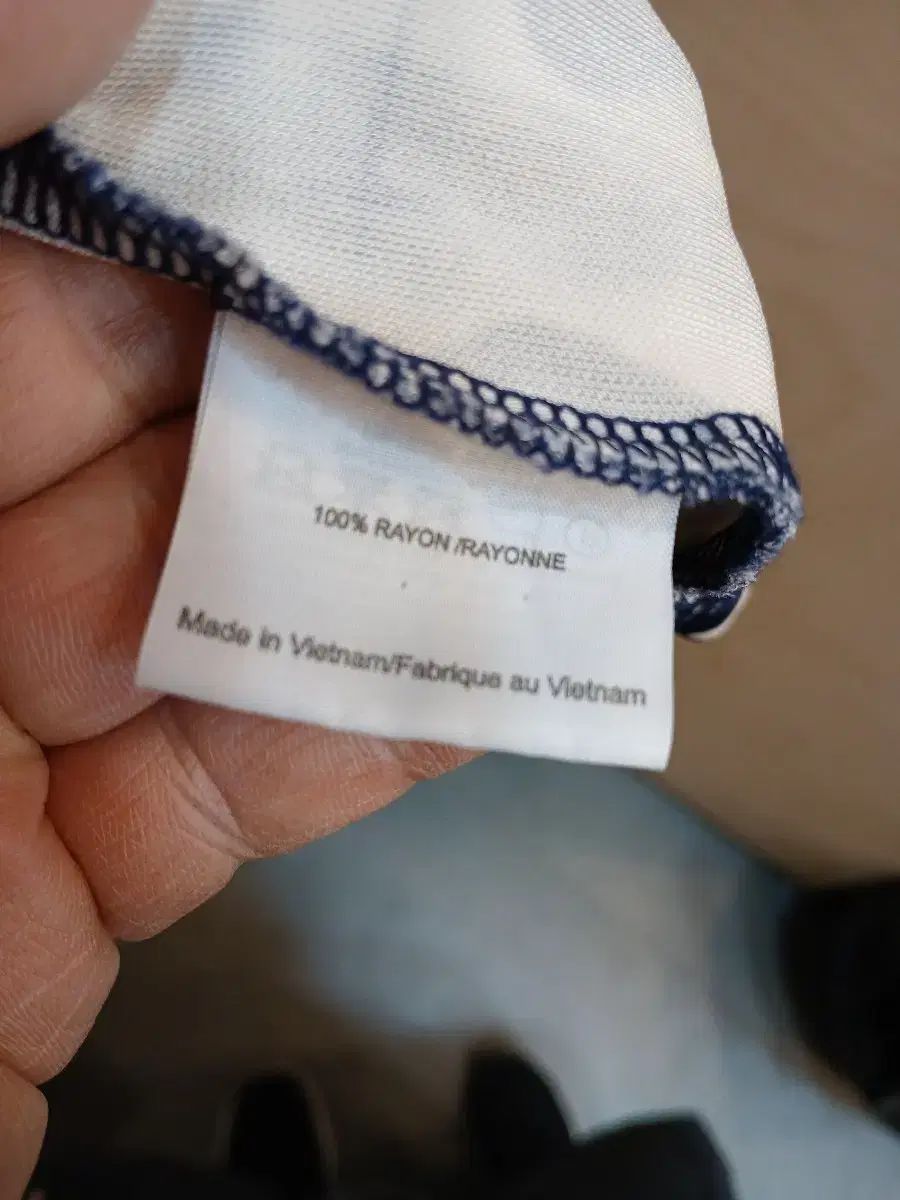 100% RAYON /RAYONNE
Made in Vietnam/Fabrique au Vietnam